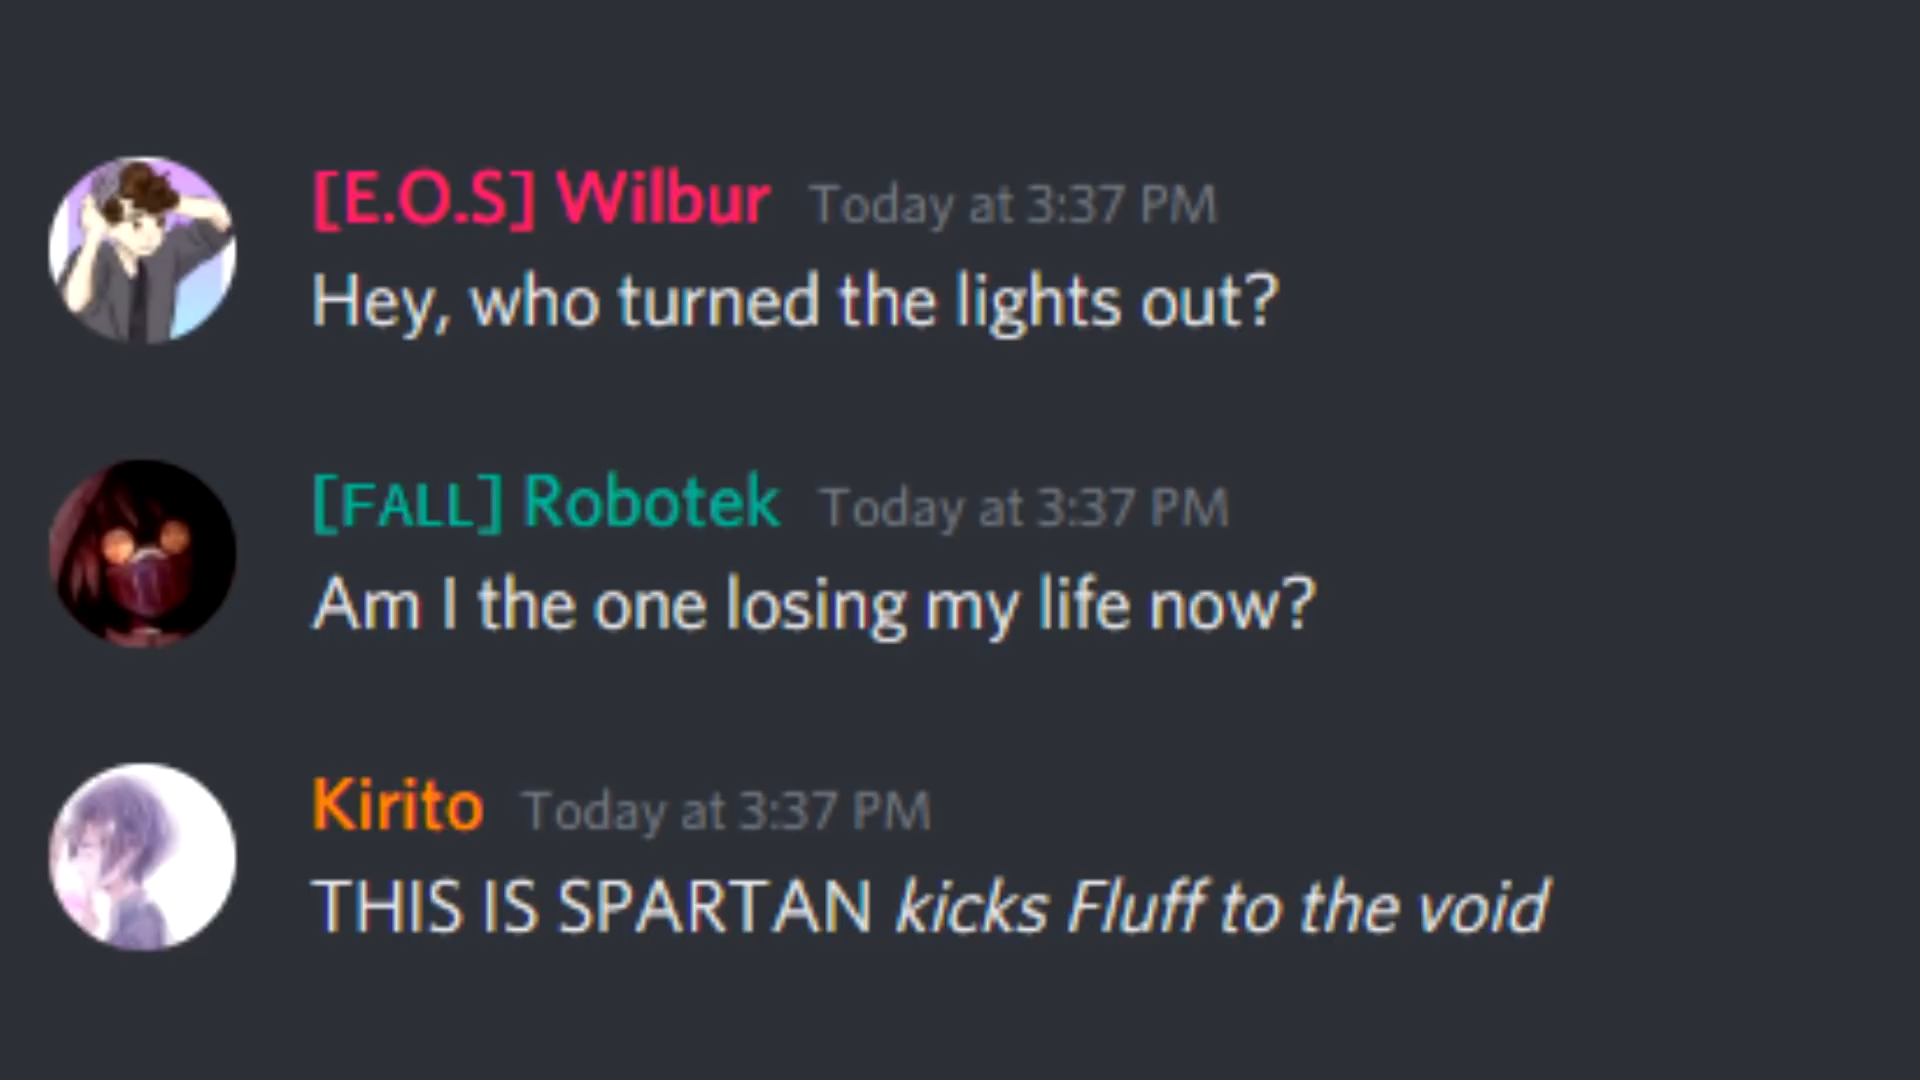 [E.O.S] Wilbur Today at 3:37 PM
Hey, who turned the lights out?
[FALL] Robotek Today at 3:37 PM
Am I the one losing my life now?
Kirito Today at 3:37 PM
THIS IS SPARTAN kicks Fluff to the void